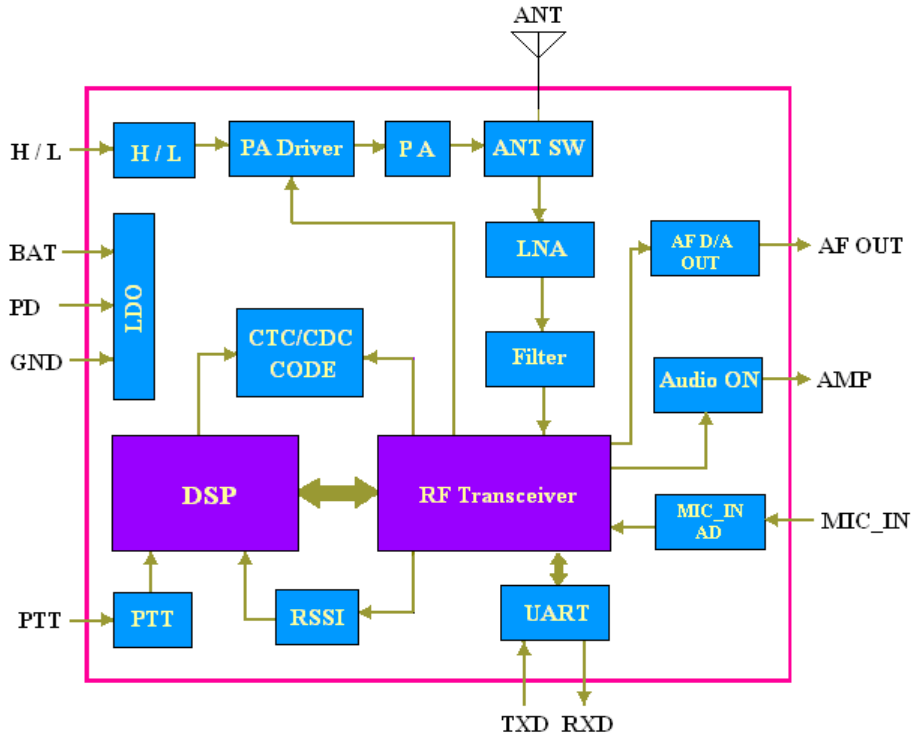 ANT
H / L
H / L
PA Driver
P A
ANT SW
BAT
PD
GND
LDO
LNA
AF D/A
OUT
AF OUT
CTC/CDC
CODE
Filter
Audio ON
AMP
DSP
RF Transceiver
MIC_IN
AD
MIC_IN
PTT
PTT
RSSI
UART
TXD
RXD